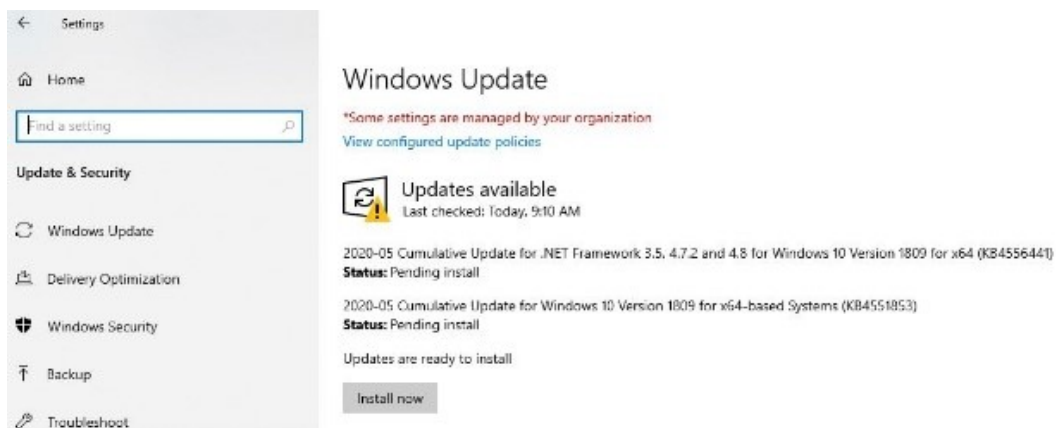 Settings
Home
Find a setting
Update & Security
Windows Update
Delivery Optimization
Windows Security
Backup
Troubleshoot
Windows Update
*Some settings are managed by your organization
View configured update policies
Updates available
Last checked: Today, 9:10 AM
2020-05 Cumulative Update for .NET Framework 3.5, 4.7.2 and 4.8 for Windows 10 Version 1809 for x64 (KB4556441)
Status: Pending install
2020-05 Cumulative Update for Windows 10 Version 1809 for x64-based Systems (KB4551853)
Status: Pending install
Updates are ready to install
Install now